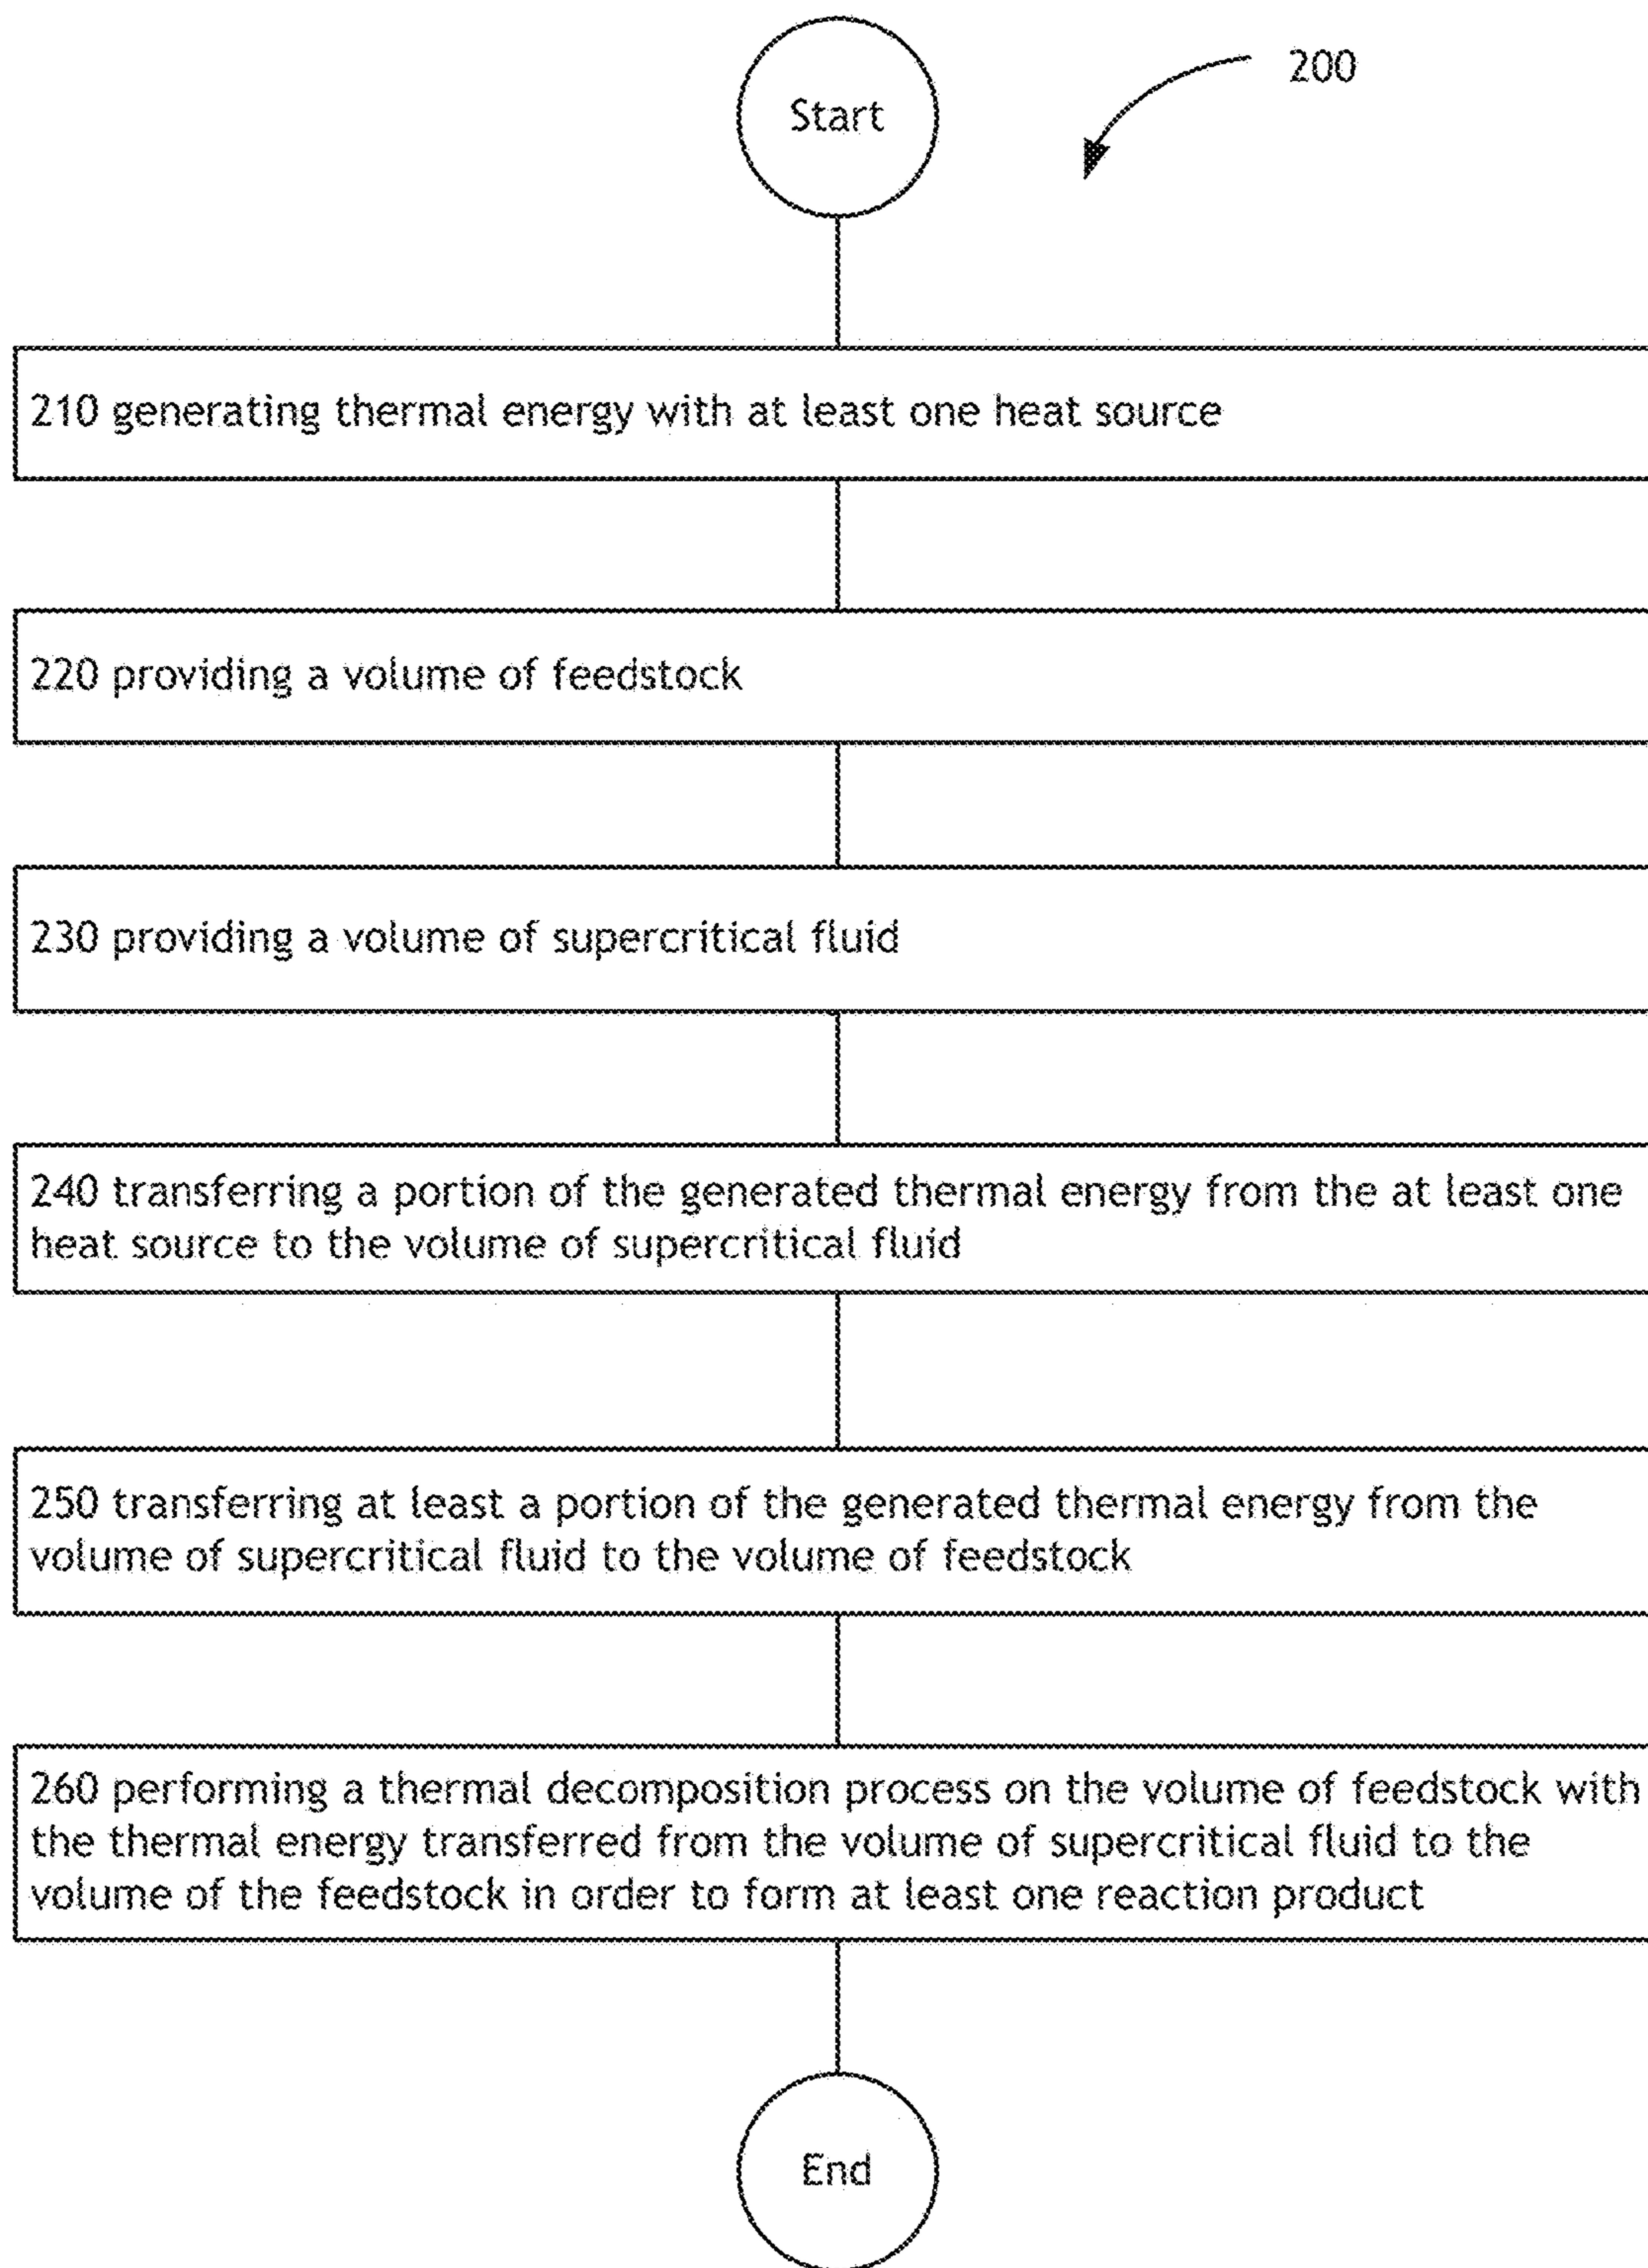 Start
200
210 generating thermal energy with at least one heat source
220 providing a volume of feedstock
230 providing a volume of supercritical fluid
240 transferring a portion of the generated thermal energy from the at least one
heat source to the volume of supercritical fluid
250 transferring at least a portion of the generated thermal energy from the
volume of supercritical fluid to the volume of feedstock
260 performing a thermal decomposition process on the volume of feedstock with
the thermal energy transferred from the volume of supercritical fluid to the
volume of the feedstock in order to form at least one reaction product
End